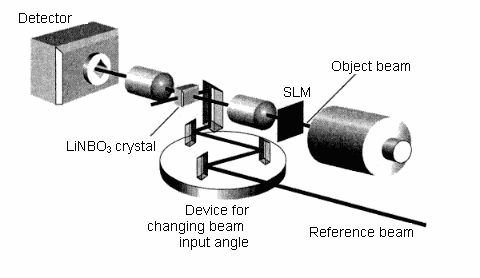 Detector
Object beam
SLM
LiNBO₃ crystal
Device for
changing beam
input angle
Reference beam